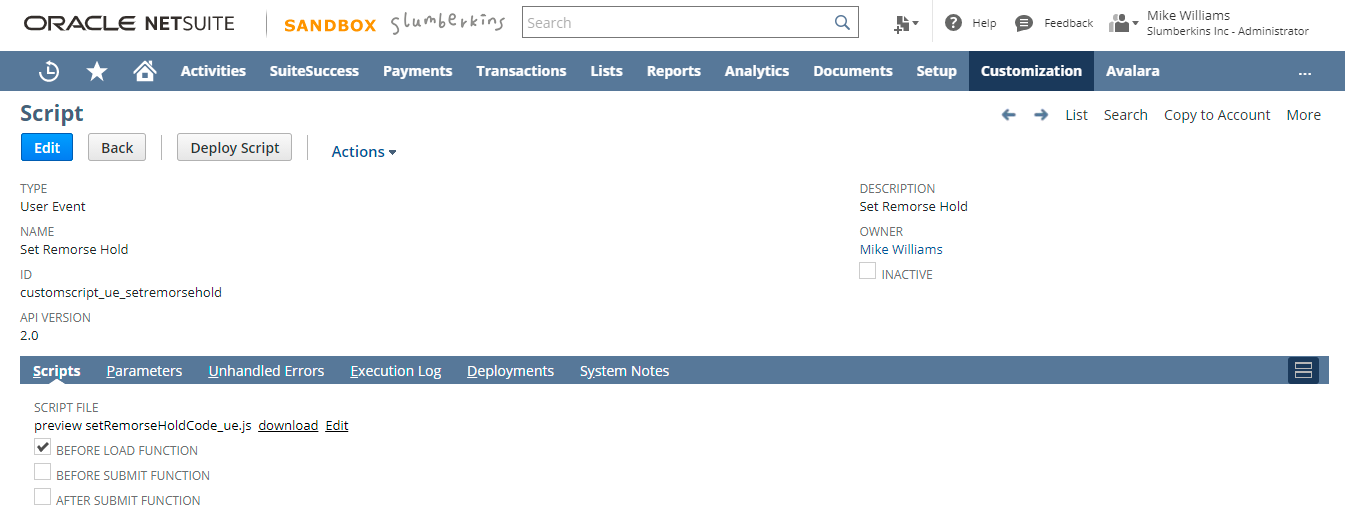 ORACLE NETSUITE SANDBOX slumberkins Search Help Feedback Mike Williams
Slumberkins Inc - Administrator
Activities SuiteSuccess Payments Transactions Lists Reports Analytics Documents Setup Customization Avalara ...
Script
List Search Copy to Account More
Edit Back Deploy Script Actions
TYPE
User Event
NAME
Set Remorse Hold
ID
customscript_ue_setremorsehold
API VERSION
2.0
DESCRIPTION
Set Remorse Hold
OWNER
Mike Williams
INACTIVE
Scripts Parameters Unhandled Errors Execution Log Deployments System Notes
SCRIPT FILE
preview setRemorseHoldCode_ue.js download Edit
BEFORE LOAD FUNCTION
BEFORE SUBMIT FUNCTION
AFTER SUBMIT FUNCTION